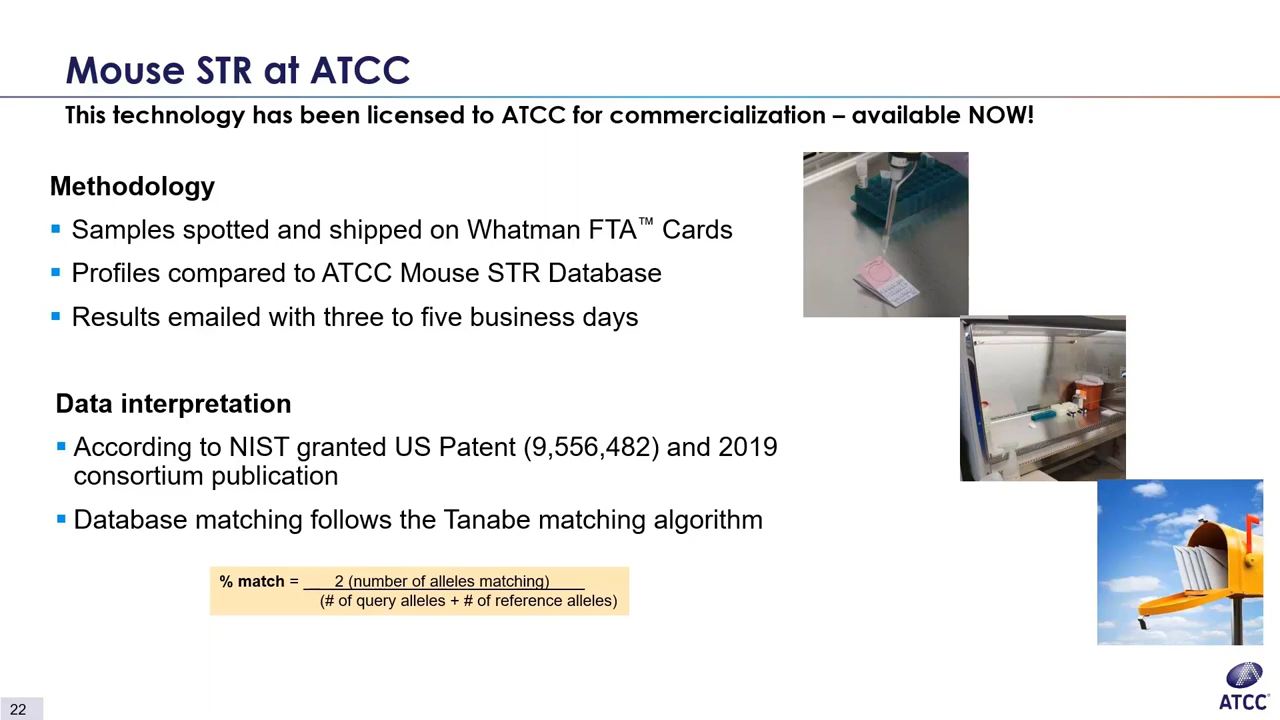 Mouse STR at ATCC
This technology has been licensed to ATCC for commercialization – available NOW!
Methodology
▪ Samples spotted and shipped on Whatman FTA™ Cards
▪ Profiles compared to ATCC Mouse STR Database
▪ Results emailed with three to five business days
Data interpretation
▪ According to NIST granted US Patent (9,556,482) and 2019
consortium publication
▪ Database matching follows the Tanabe matching algorithm
% match = 2 (number of alleles matching)
(# of query alleles + # of reference alleles)
22
ATCC